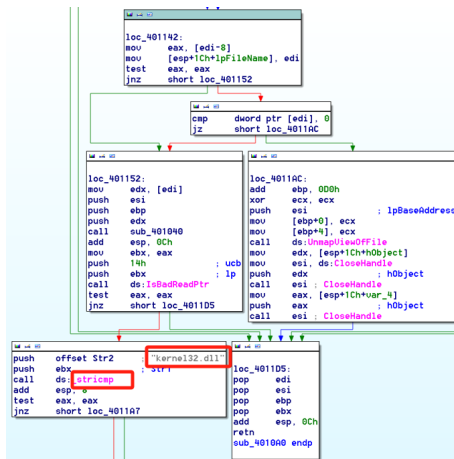 loc_401142:
mov eax, [edi-8]
mov [esp+1Ch+lpFileName], edi
test eax, eax
jnz short loc_401152
cmp dword ptr [edi], 0
jz short loc_4011AC
loc_401152:
mov edx, [edi]
push esi
push ebp
push edx
call sub_401040
add esp, 0Ch
mov ebx, eax
push 14h ; ucb
push ebx ; lp
call ds:IsBadReadPtr
test eax, eax
jnz short loc_4011D5
loc_4011AC:
add ebp, 0D0h
xor ecx, ecx
push esi ; lpBaseAddress
mov [ebp+0], ecx
mov [ebp+4], ecx
call ds:UnmapViewOfFile
mov edx, [esp+1Ch+hObject]
mov esi, ds:CloseHandle
push edx ; hObject
call esi ; CloseHandle
mov eax, [esp+1Ch+var_4]
push eax ; hObject
call esi ; CloseHandle
push offset Str2 ; "kernel32.dll"
push ebx ; Str1
call ds:_stricmp
add esp, 8
test eax, eax
jnz short loc_4011A7
loc_4011D5:
pop edi
pop esi
pop ebp
pop ebx
add esp, 0Ch
retn
sub_4010A0 endp